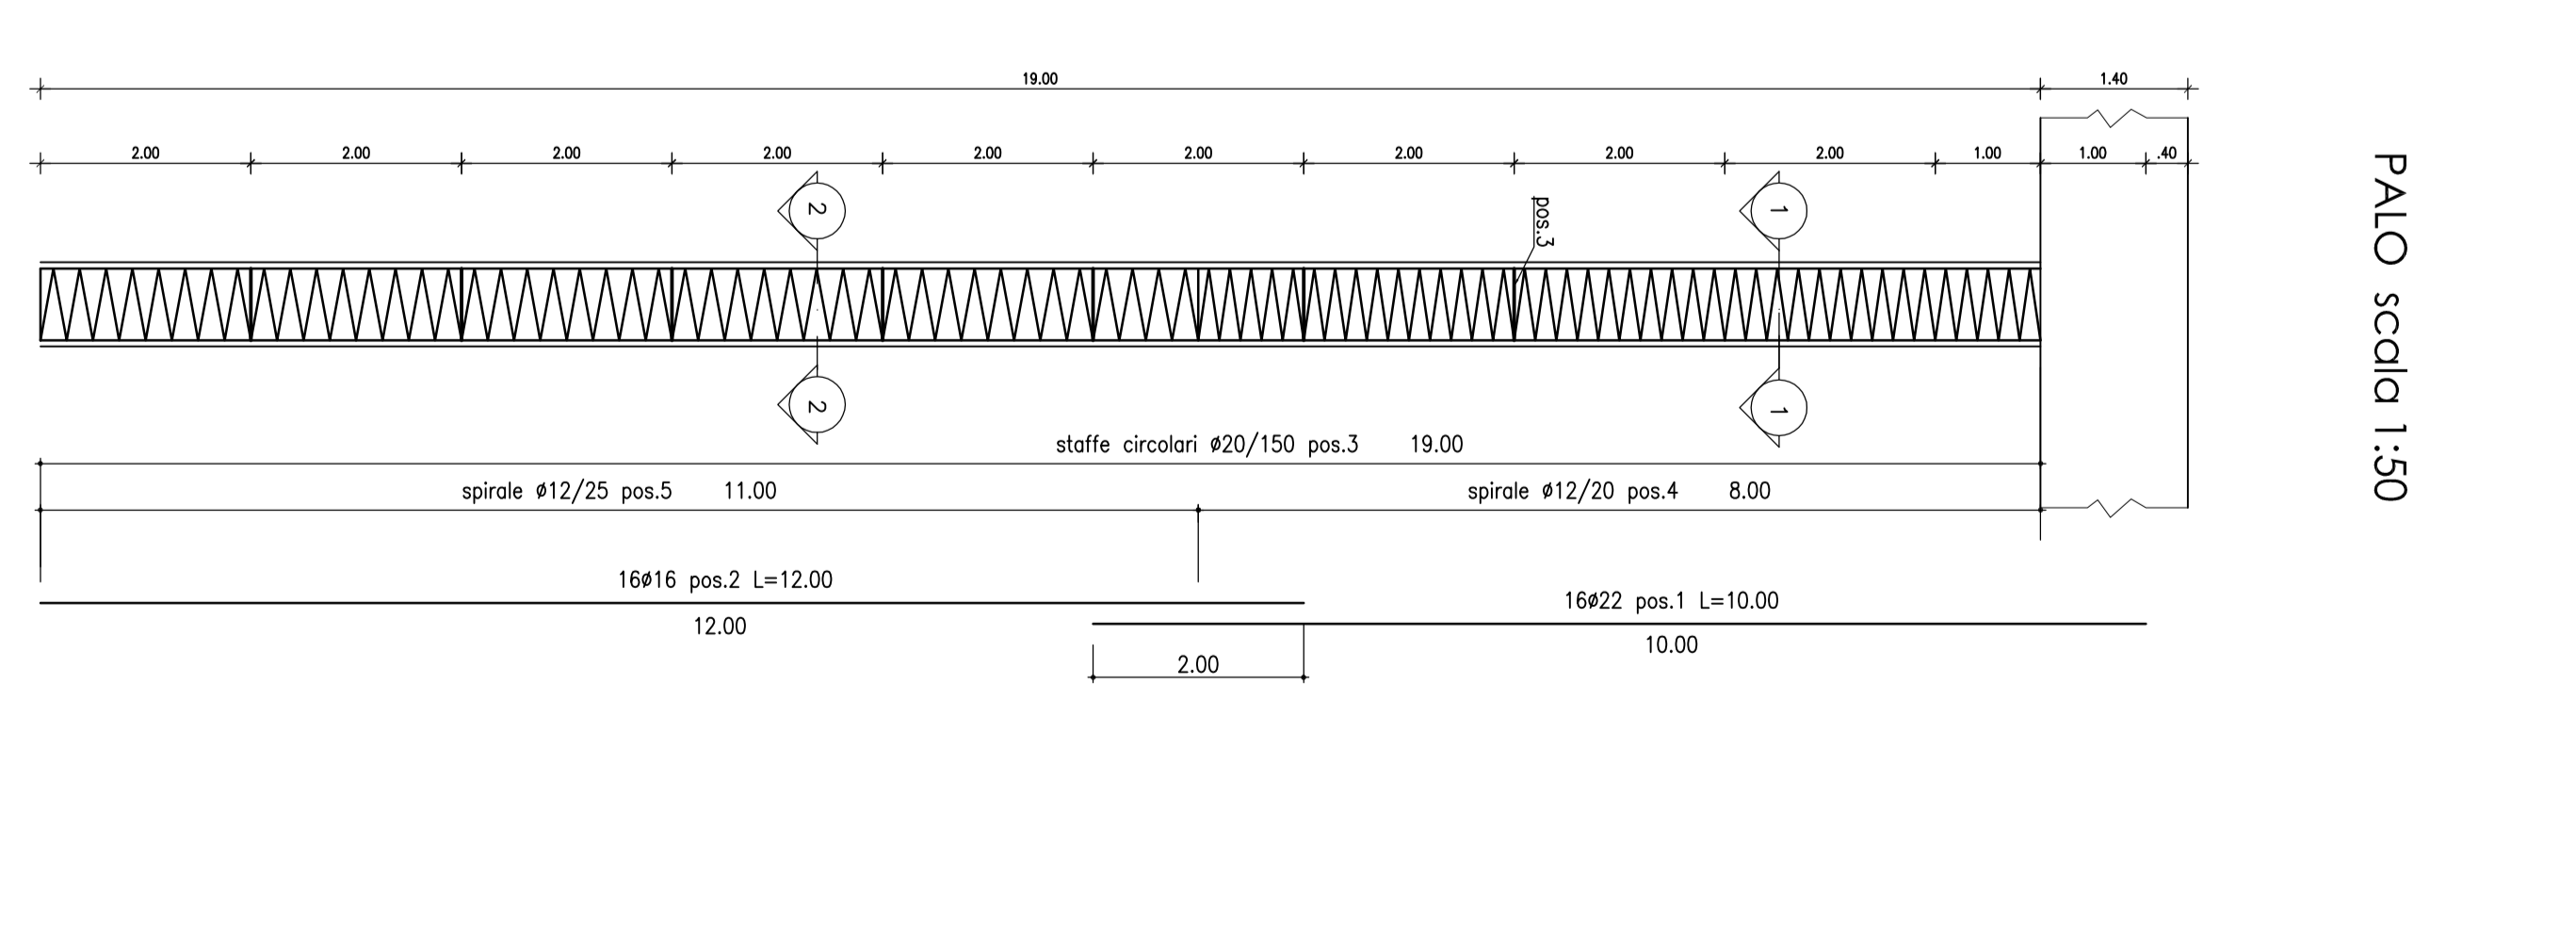 19.00
1.40
2.00 2.00 2.00 2.00 2.00 2.00 2.00 2.00 2.00 1.00 1.00 .40
2 1
pos.3
2 1
staffe circolari ø20/150 pos.3 19.00
spirale ø12/25 pos.5 11.00
spirale ø12/20 pos.4 8.00
16ø16 pos.2 L=12.00
12.00
16ø22 pos.1 L=10.00
10.00
2.00
PALO scala 1:50